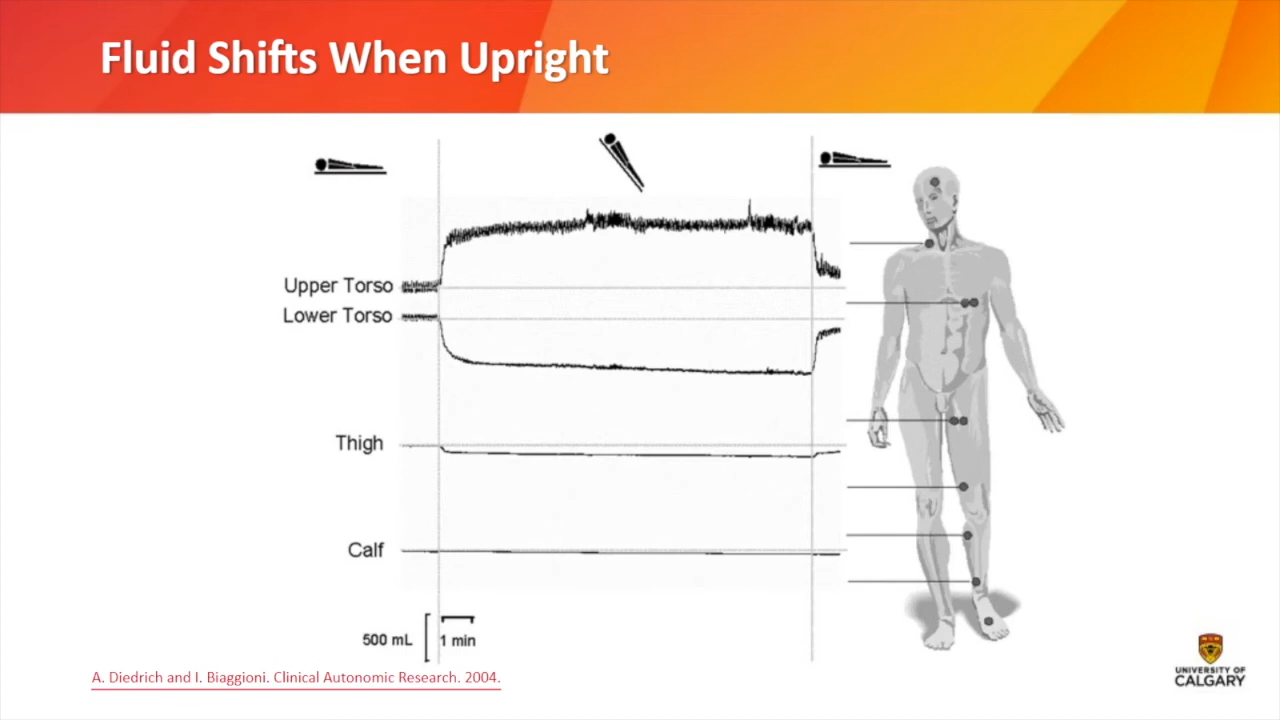 Fluid Shifts When Upright
Upper Torso
Lower Torso
Thigh
Calf
500 mL
1 min
A. Diedrich and I. Biaggioni. Clinical Autonomic Research. 2004.
UNIVERSITY OF
CALGARY